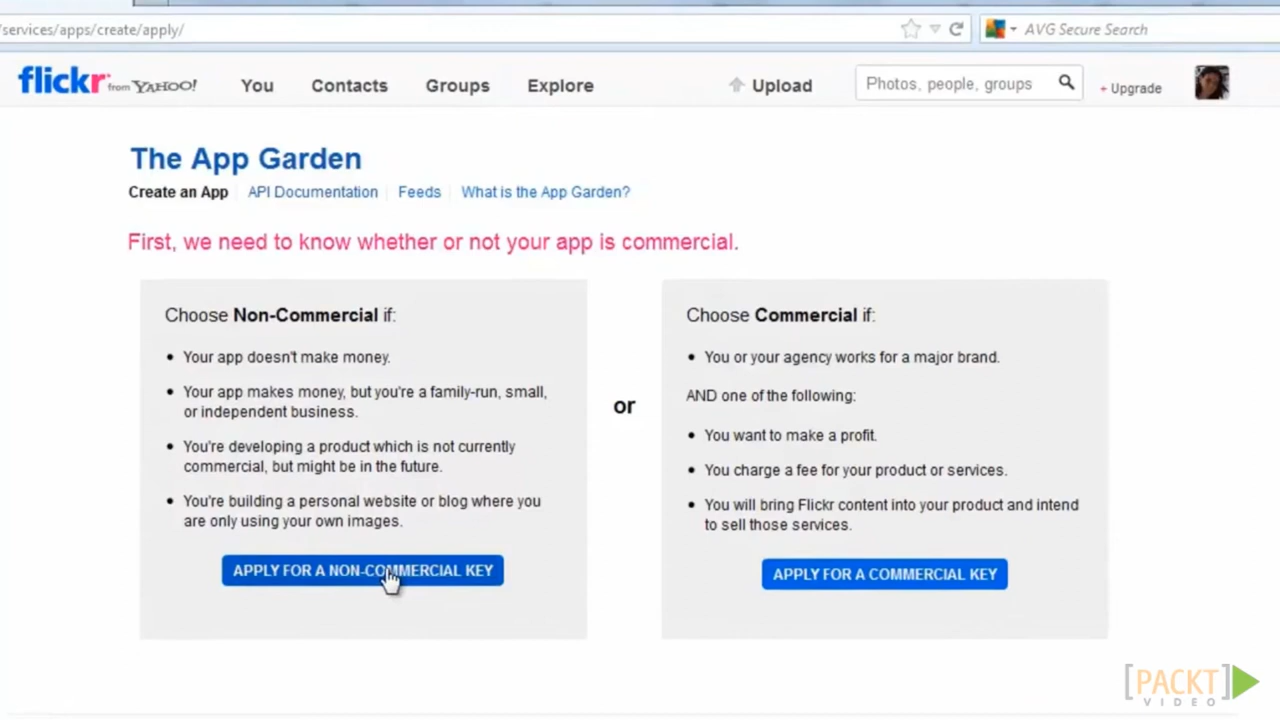 /services/apps/create/apply/
AVG Secure Search
flickr from YAHOO!
You
Contacts
Groups
Explore
Upload
Photos, people, groups
+ Upgrade
The App Garden
Create an App
API Documentation
Feeds
What is the App Garden?
First, we need to know whether or not your app is commercial.
Choose Non-Commercial if:
• Your app doesn't make money.
• Your app makes money, but you're a family-run, small,
or independent business.
• You're developing a product which is not currently
commercial, but might be in the future.
• You're building a personal website or blog where you
are only using your own images.
APPLY FOR A NON-COMMERCIAL KEY
or
Choose Commercial if:
• You or your agency works for a major brand.
AND one of the following:
• You want to make a profit.
• You charge a fee for your product or services.
• You will bring Flickr content into your product and intend
to sell those services.
APPLY FOR A COMMERCIAL KEY
[PACKT]
VIDEO